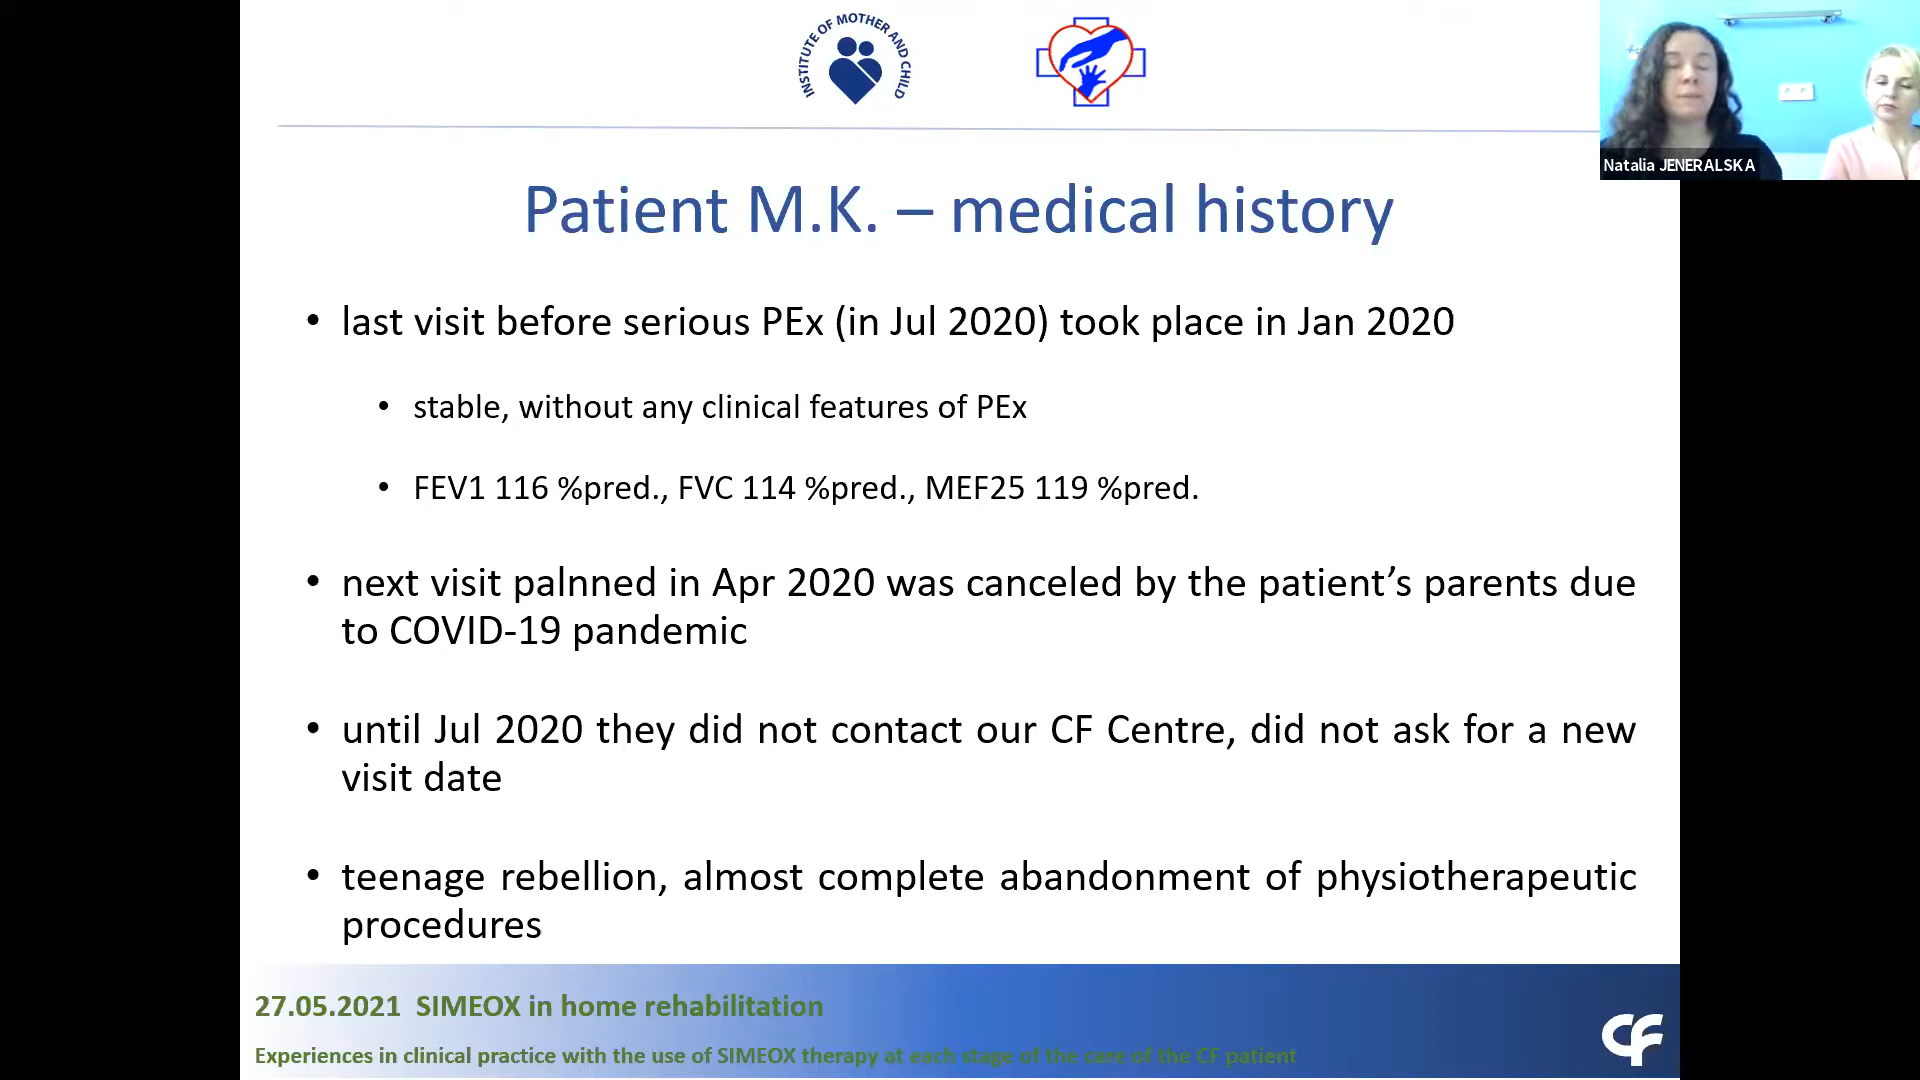 INSTITUTE OF MOTHER AND CHILD
Natalia JENERALSKA
Patient M.K. – medical history
• last visit before serious PEx (in Jul 2020) took place in Jan 2020
• stable, without any clinical features of PEx
• FEV1 116 %pred., FVC 114 %pred., MEF25 119 %pred.
• next visit palnned in Apr 2020 was canceled by the patient’s parents due
to COVID-19 pandemic
• until Jul 2020 they did not contact our CF Centre, did not ask for a new
visit date
• teenage rebellion, almost complete abandonment of physiotherapeutic
procedures
27.05.2021 SIMEOX in home rehabilitation
Experiences in clinical practice with the use of SIMEOX therapy at each stage of the care of the CF patient
CF